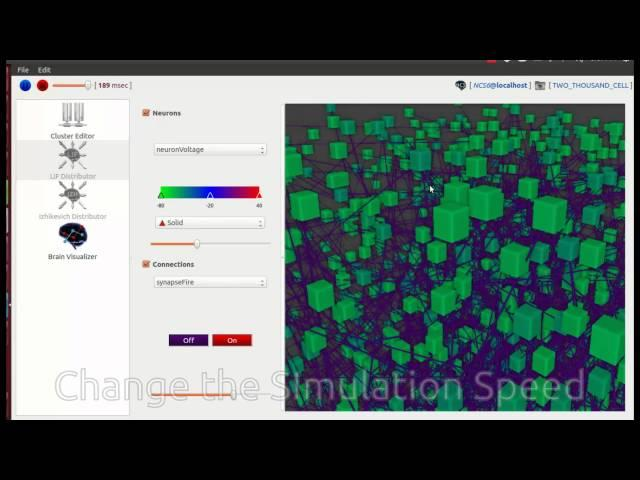 File Edit
[ 189 msec ] [ NCS6@localhost ] [ TWO_THOUSAND_CELL ]
Cluster Editor
LIF Distributor
Izhikevich Distributor
Brain Visualizer
Neurons
neuronVoltage
-80 -20 40
Solid
Connections
synapseFire
Off On
Change the Simulation Speed